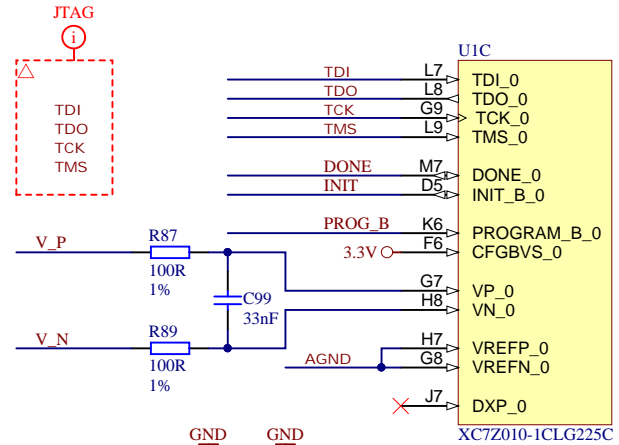 JTAG
i
TDI
TDO
TCK
TMS
U1C
TDI L7 TDI_0
TDO L8 TDO_0
TCK G9 TCK_0
TMS L9 TMS_0
DONE M7 DONE_0
INIT D5 INIT_B_0
PROG_B K6 PROGRAM_B_0
3.3V F6 CFGBVS_0
V_P R87 G7 VP_0
100R
1%
H8 VN_0
C99
33nF
V_N R89 H7 VREFP_0
100R AGND G8 VREFN_0
1%
J7 DXP_0
GND GND XC7Z010-1CLG225C